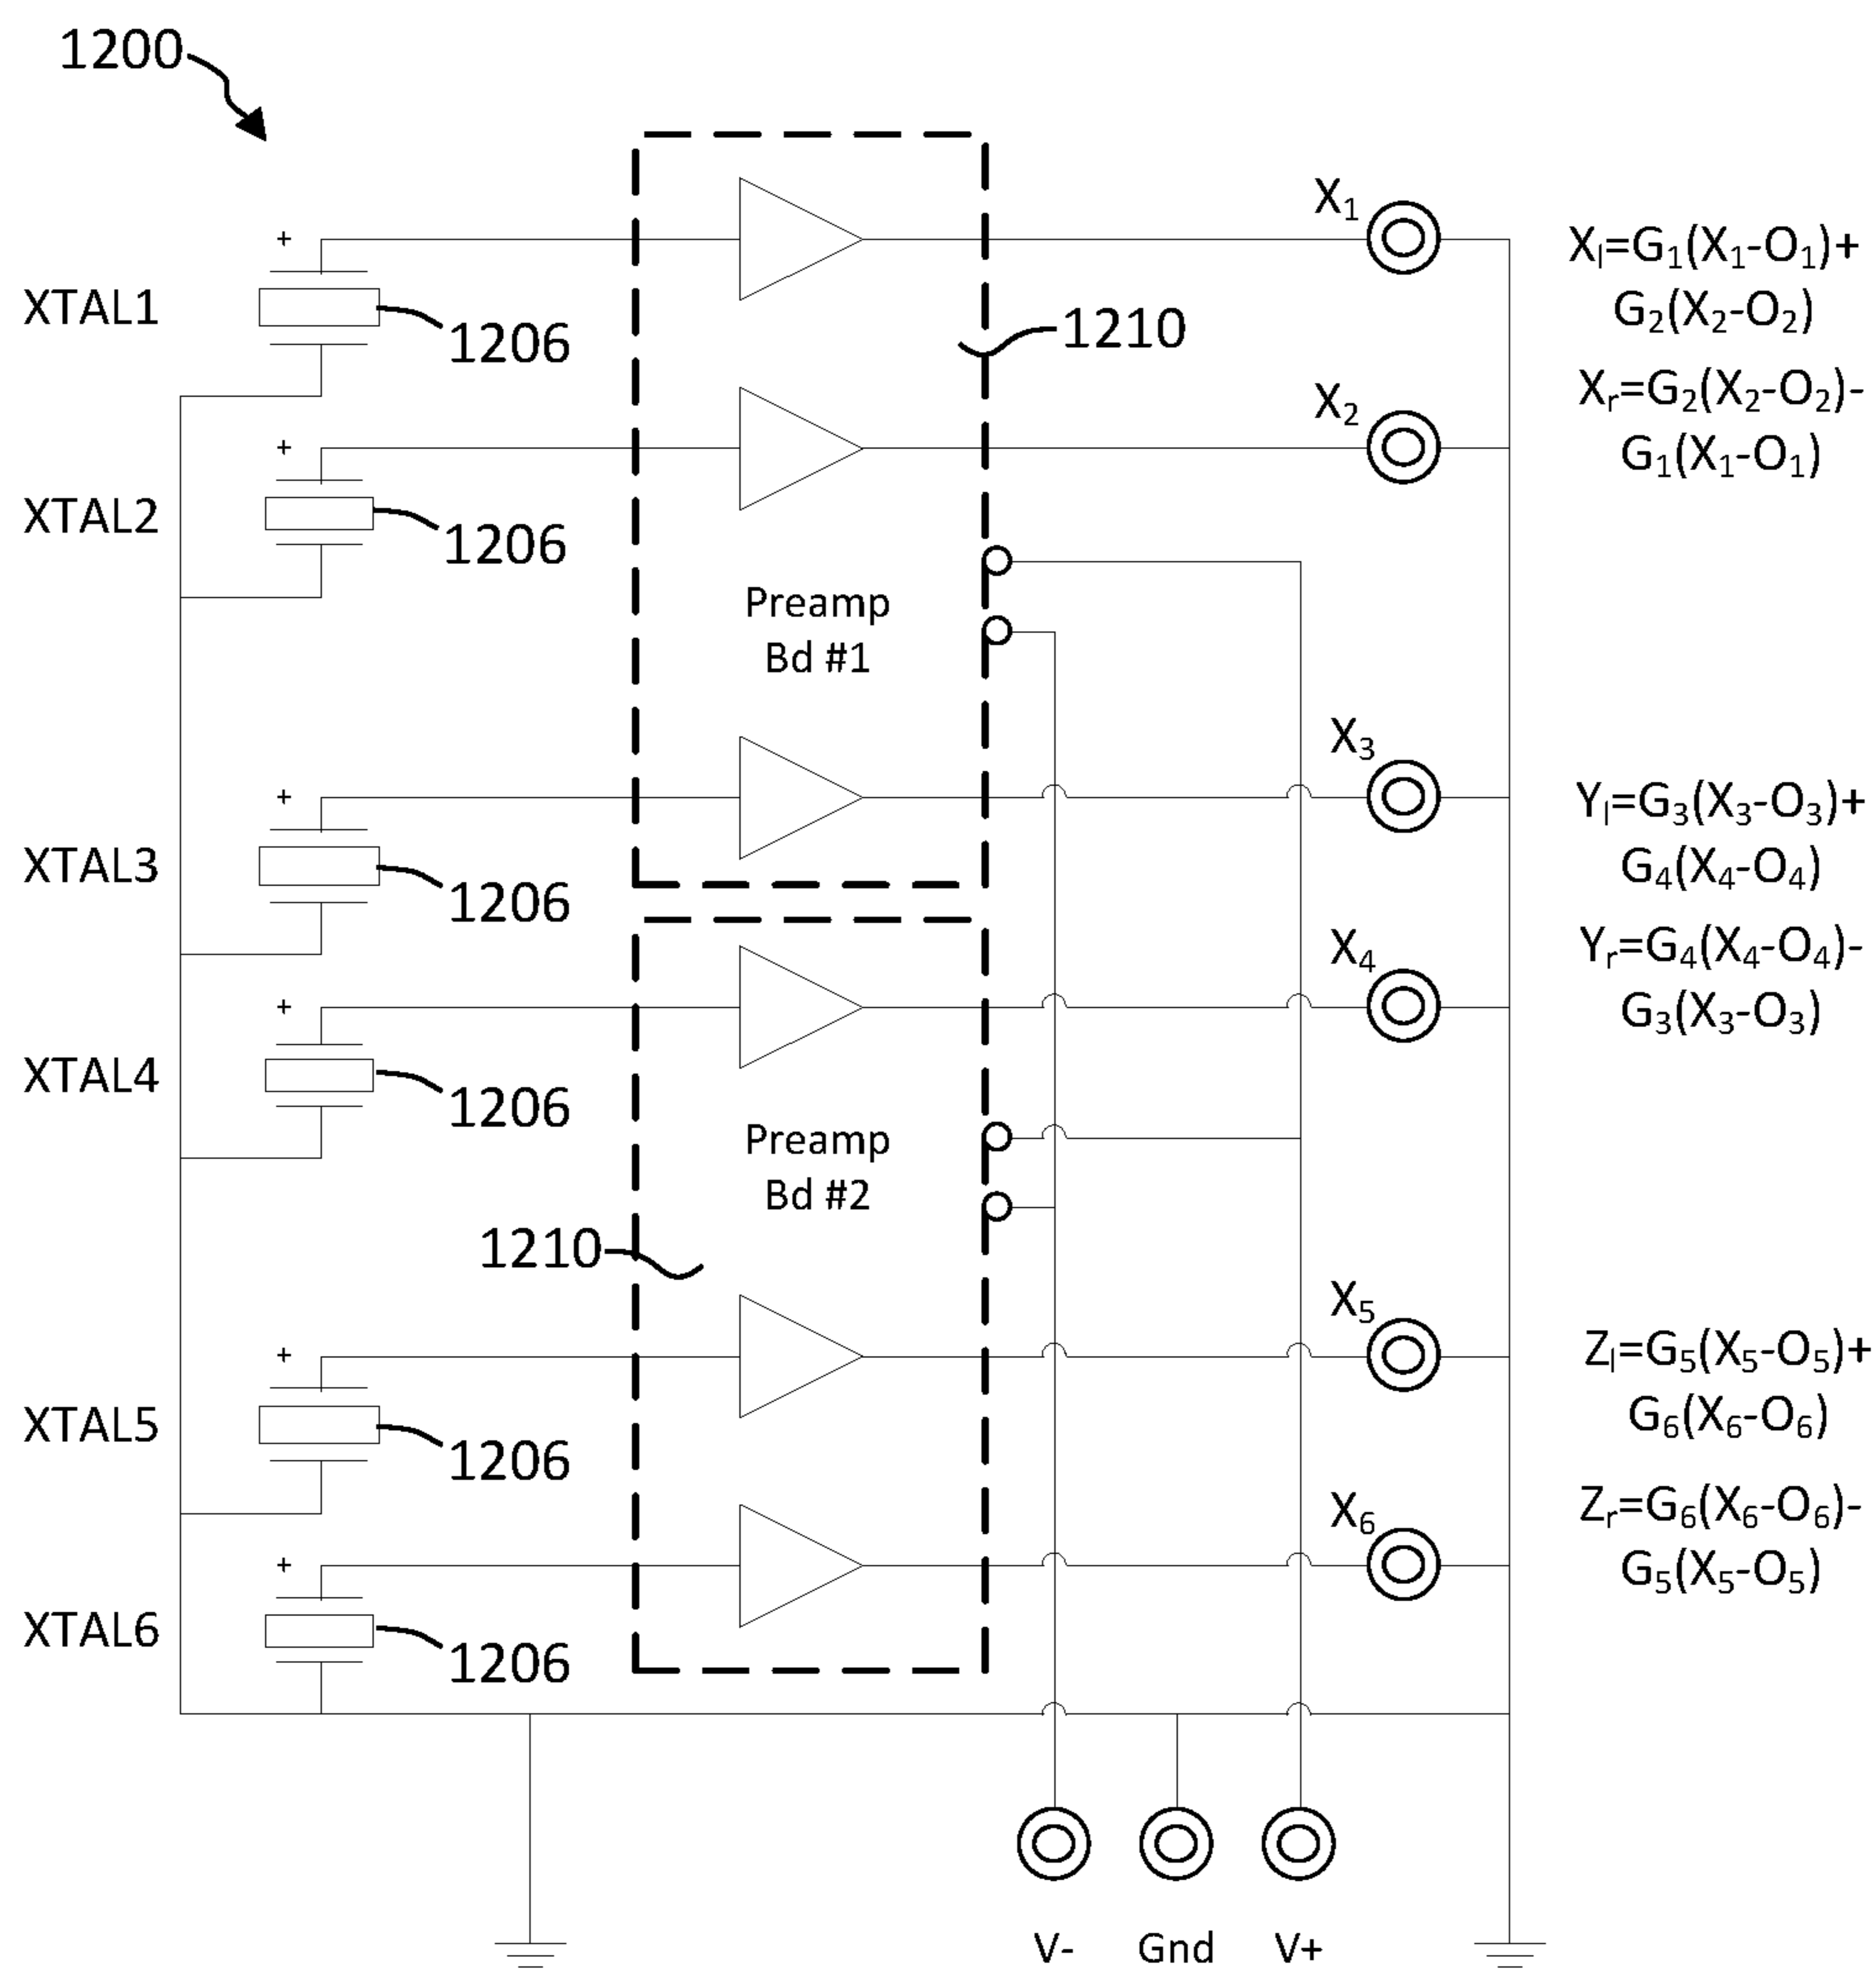 1200
X₁
Xₗ=G₁(X₁-O₁)+
G₂(X₂-O₂)
+
XTAL1
1206
1210
Xᵣ=G₂(X₂-O₂)-
G₁(X₁-O₁)
X₂
+
XTAL2
1206
Preamp
Bd #1
X₃
+
Yₗ=G₃(X₃-O₃)+
G₄(X₄-O₄)
XTAL3
1206
X₄
Yᵣ=G₄(X₄-O₄)-
G₃(X₃-O₃)
+
XTAL4
1206
Preamp
Bd #2
1210
X₅
+
Zₗ=G₅(X₅-O₅)+
G₆(X₆-O₆)
XTAL5
1206
X₆
Zᵣ=G₆(X₆-O₆)-
G₅(X₅-O₅)
+
XTAL6
1206
V-
Gnd
V+